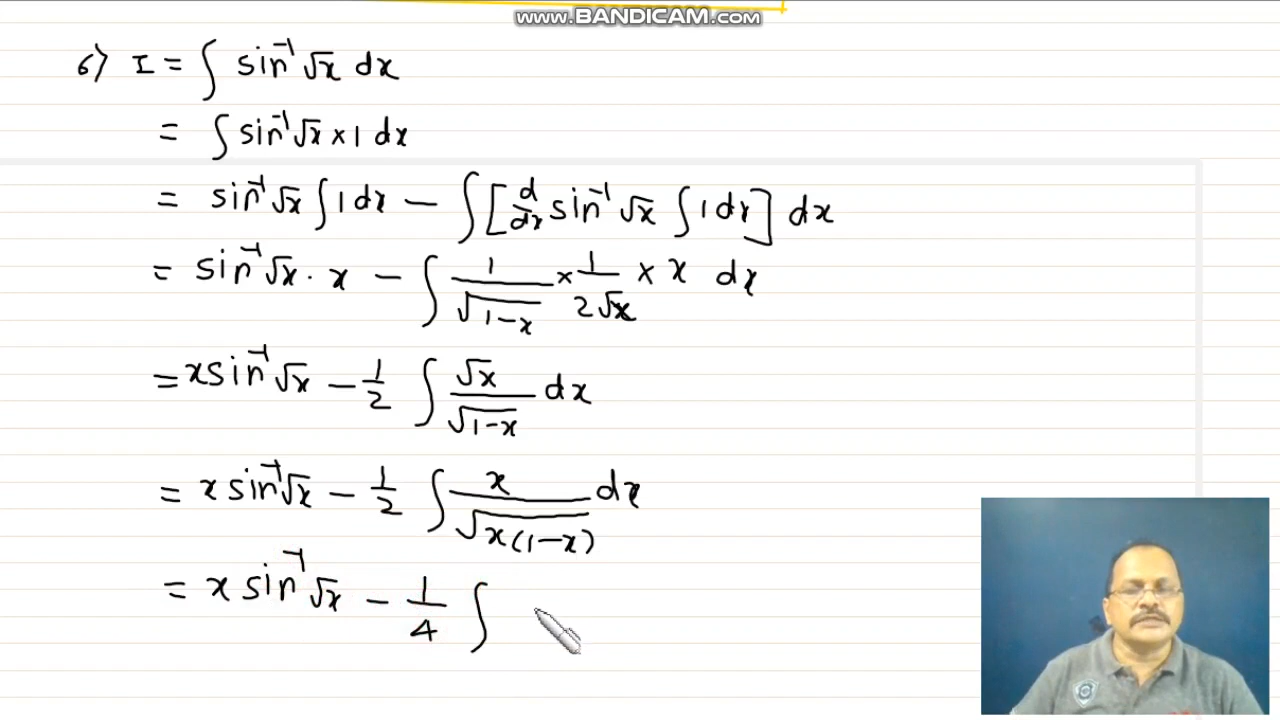 www.BANDICAM.com
6) I = ∫ sin⁻¹ √x dx
= ∫ sin⁻¹ √x × 1 dx
= sin⁻¹ √x ∫ 1 dx − ∫ [ d/dx sin⁻¹ √x ∫ 1 dx ] dx
= sin⁻¹ √x · x − ∫ 1/√(1−x) × 1/(2√x) × x dx
= x sin⁻¹ √x − 1/2 ∫ √x/√(1−x) dx
= x sin⁻¹ √x − 1/2 ∫ x/√(x(1−x)) dx
= x sin⁻¹ √x − 1/4 ∫